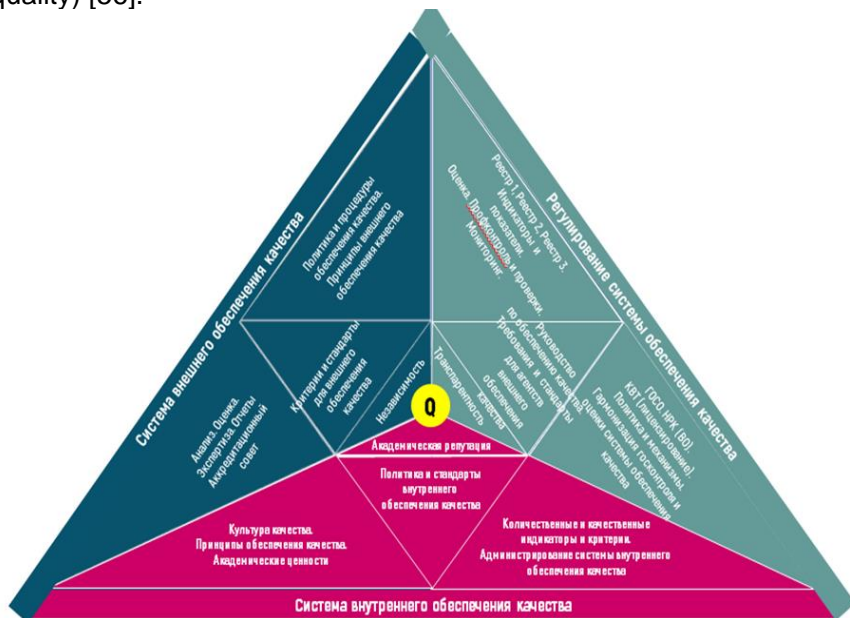 quality) [36].
Система внешнего обеспечения качества
Политика и процедуры
обеспечения качества.
Принципы внешнего
обеспечения качества
Критерии и стандарты
для внешнего
обеспечения
качества
Независимость
Анализ. Оценка.
Экспертиза. Отчеты
Аккредитационный
совет
Регулирование системы обеспечения качества
Реестр 1, Реестр 2, Реестр 3.
Индикаторы и
показатели.
Оценка. Профконтроль и проверки.
Мониторинг.
Руководство
по обеспечению качества
Требования и стандарты
для агентств
внешнего
обеспечения
качества
Транспарентность
ГОСО, НРК (ВО).
КВТ (лицензирование).
Политика и механизмы.
Гармонизация госконтроля и
оценки системы обеспечения
качества
Q
Академическая репутация
Политика и стандарты
внутреннего
обеспечения качества
Культура качества.
Принципы обеспечения качества.
Академические ценности
Количественные и качественные
индикаторы и критерии.
Администрирование системы внутреннего
обеспечения качества
Система внутреннего обеспечения качества